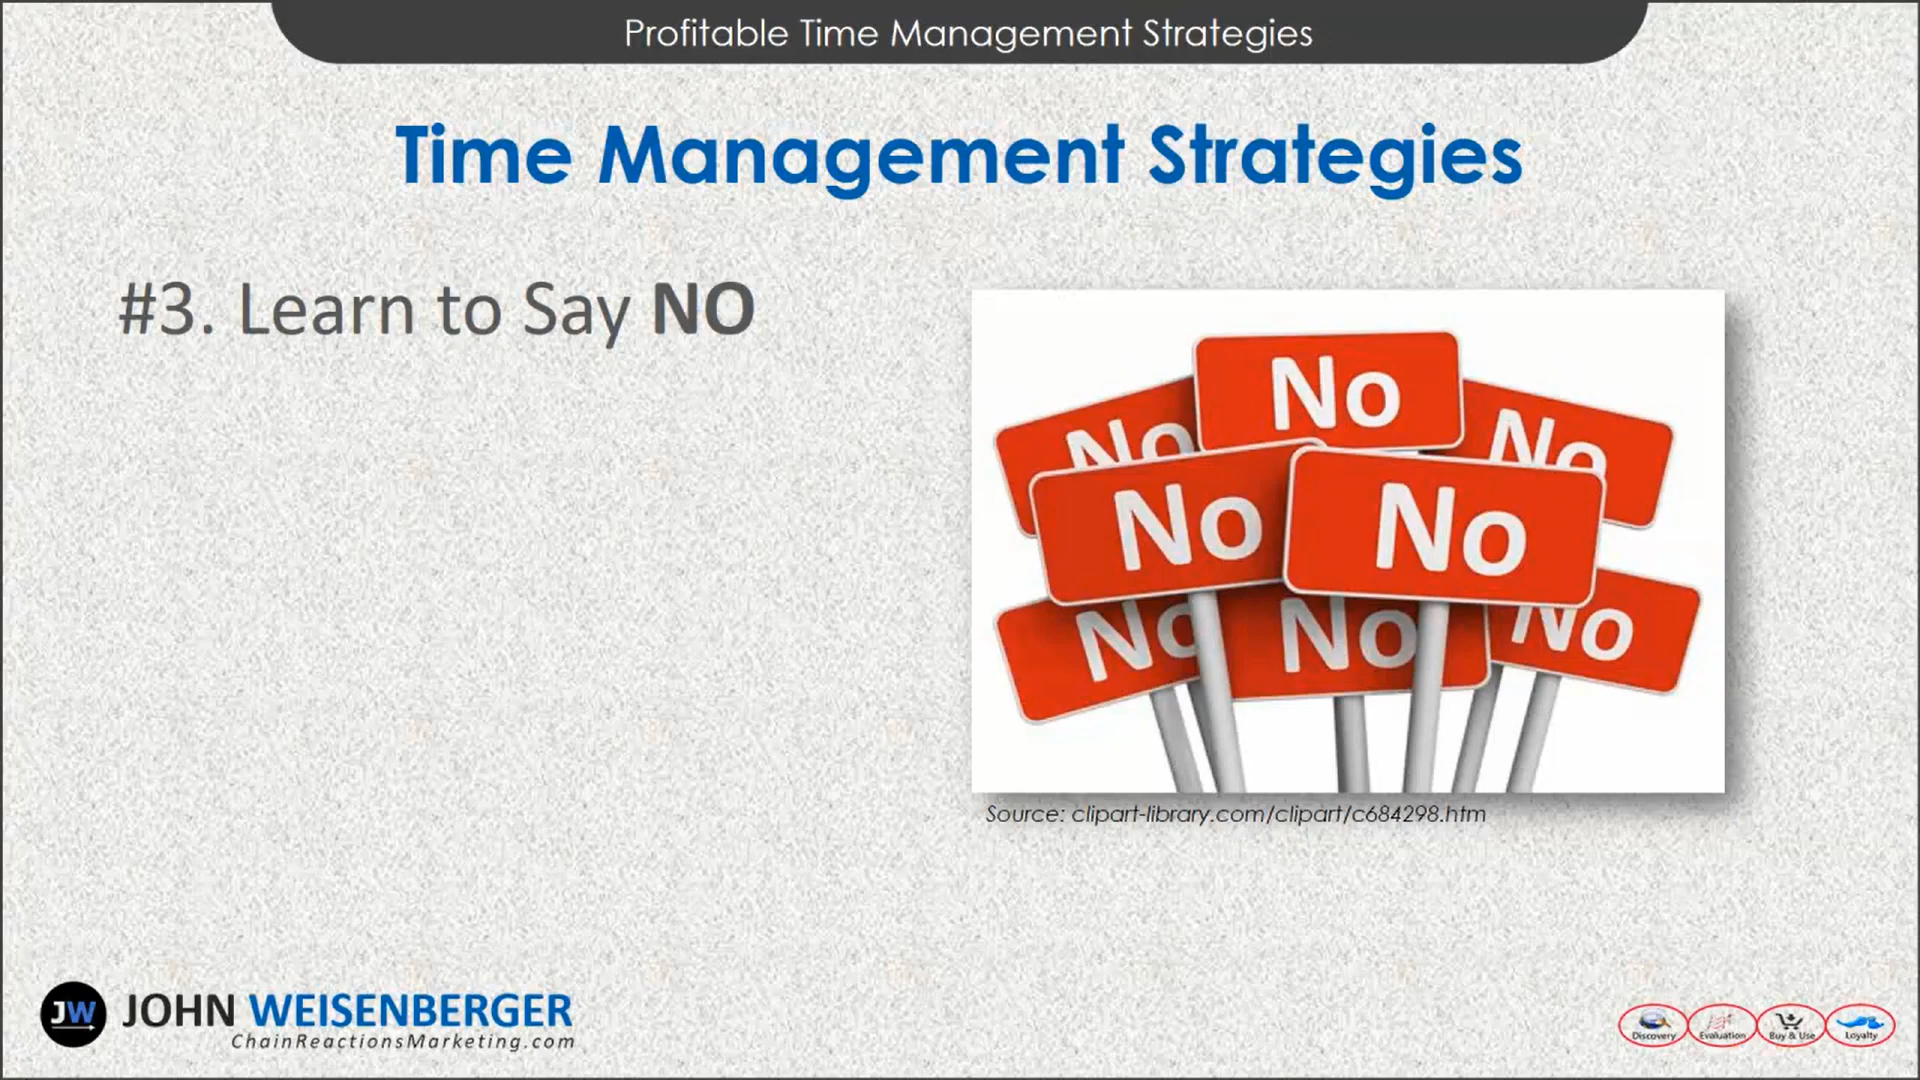 Profitable Time Management Strategies
Time Management Strategies
#3. Learn to Say NO
No
No
No
No
No
No
No
No
Source: clipart-library.com/clipart/c684298.htm
JW JOHN WEISENBERGER
ChainReactionsMarketing.com
Discovery Evaluation Buy & Use Loyalty